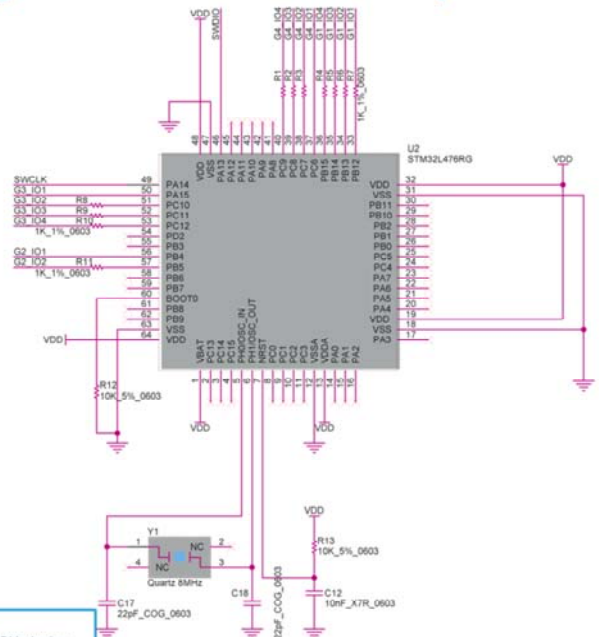 VDD
SWDIO
G4_IO4
G4_IO3
G4_IO2
G4_IO1
G1_IO4
G1_IO3
G1_IO2
G1_IO1
R1
R2
R3
R4
R5
R6
R7
1K_1%_0603
48
47
46
45
44
43
42
41
40
39
38
37
36
35
34
33
VDD
VSS
PA13
PA12
PA11
PA10
PA9
PA8
PC9
PC8
PC7
PC6
PB15
PB14
PB13
PB12
U2
STM32L476RG
VDD
SWCLK 49 PA14
G3_IO1 50 PA15
G3_IO2 R8 51 PC10
G3_IO3 R9 52 PC11
G3_IO4 R10 53 PC12
1K_1%_0603 54 PD2
55 PB3
G2_IO1 56 PB4
G2_IO2 R11 57 PB5
1K_1%_0603 58 PB6
59 PB7
60 BOOT0
61 PB8
62 PB9
63 VSS
VDD 64 VDD
VDD 32
VSS 31
PB11 30
PB10 29
PB2 28
PB1 27
PB0 26
PC5 25
PC4 24
PA7 23
PA6 22
PA5 21
PA4 20
VDD 19
VSS 18
PA3 17
VBAT
PC13
PC14
PC15
PH0/OSC_IN
PH1/OSC_OUT
NRST
PC0
PC1
PC2
PC3
VSSA
VDDA
PA0
PA1
PA2
1
2
3
4
5
6
7
8
9
10
11
12
13
14
15
16
R12
10K_5%_0603
VDD
VDD
VDD
R13
10K_5%_0603
Y1
1 NC 2
4 NC 3
Quartz 8MHz
C17
22pF_COG_0603
C18
22pF_COG_0603
C12
10nF_X7R_0603